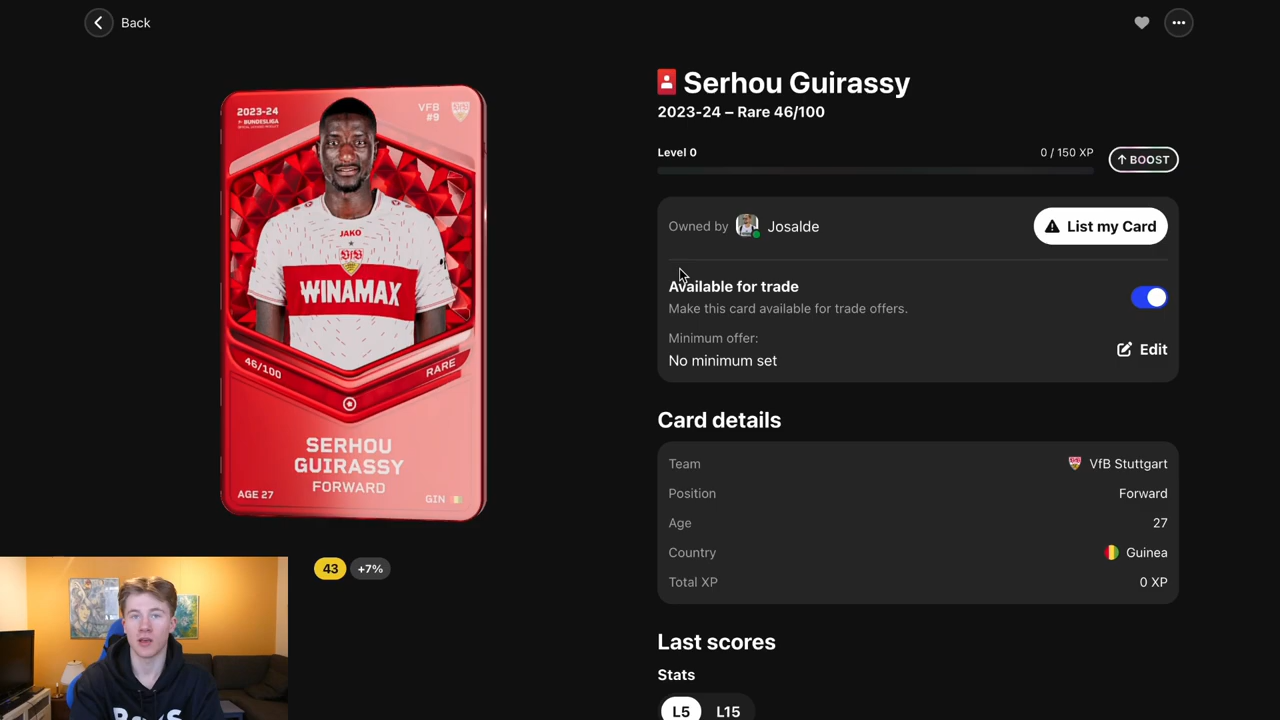 Back
2023-24
BUNDESLIGA
VFB
#9
JAKO
WINAMAX
46/100
RARE
SERHOU
GUIRASSY
FORWARD
AGE 27
GIN
43
+7%
Serhou Guirassy
2023-24 – Rare 46/100
Level 0
0 / 150 XP
BOOST
Owned by
Josalde
List my Card
Available for trade
Make this card available for trade offers.
Minimum offer:
No minimum set
Edit
Card details
Team
VfB Stuttgart
Position
Forward
Age
27
Country
Guinea
Total XP
0 XP
Last scores
Stats
L5
L15